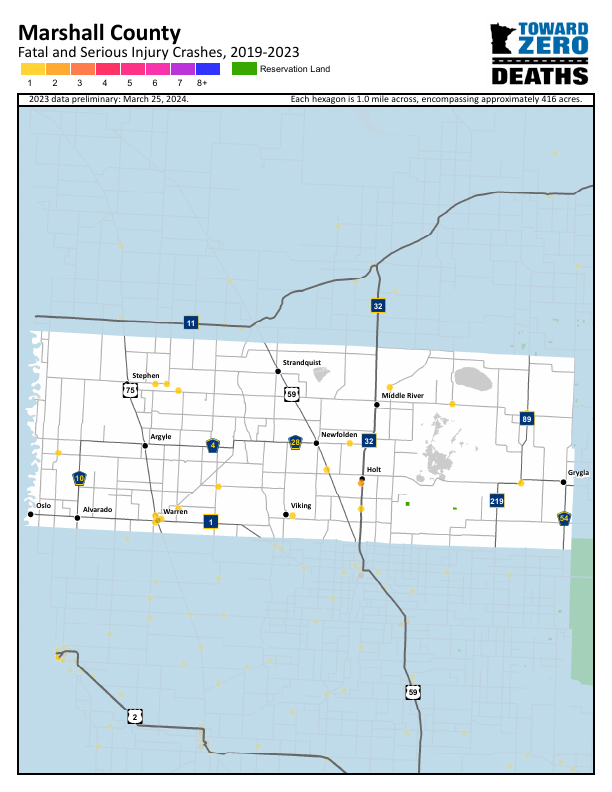 Marshall County
Fatal and Serious Injury Crashes, 2019-2023
TOWARD
ZERO
DEATHS
Reservation Land
1 2 3 4 5 6 7 8+
2023 data preliminary: March 25, 2024.
Each hexagon is 1.0 mile across, encompassing approximately 416 acres.
32
11
Strandquist
Stephen
75
59
Middle River
89
Argyle
4
28
Newfolden
32
Holt
Grygla
10
219
Oslo
Alvarado
Warren
1
Viking
54
59
2